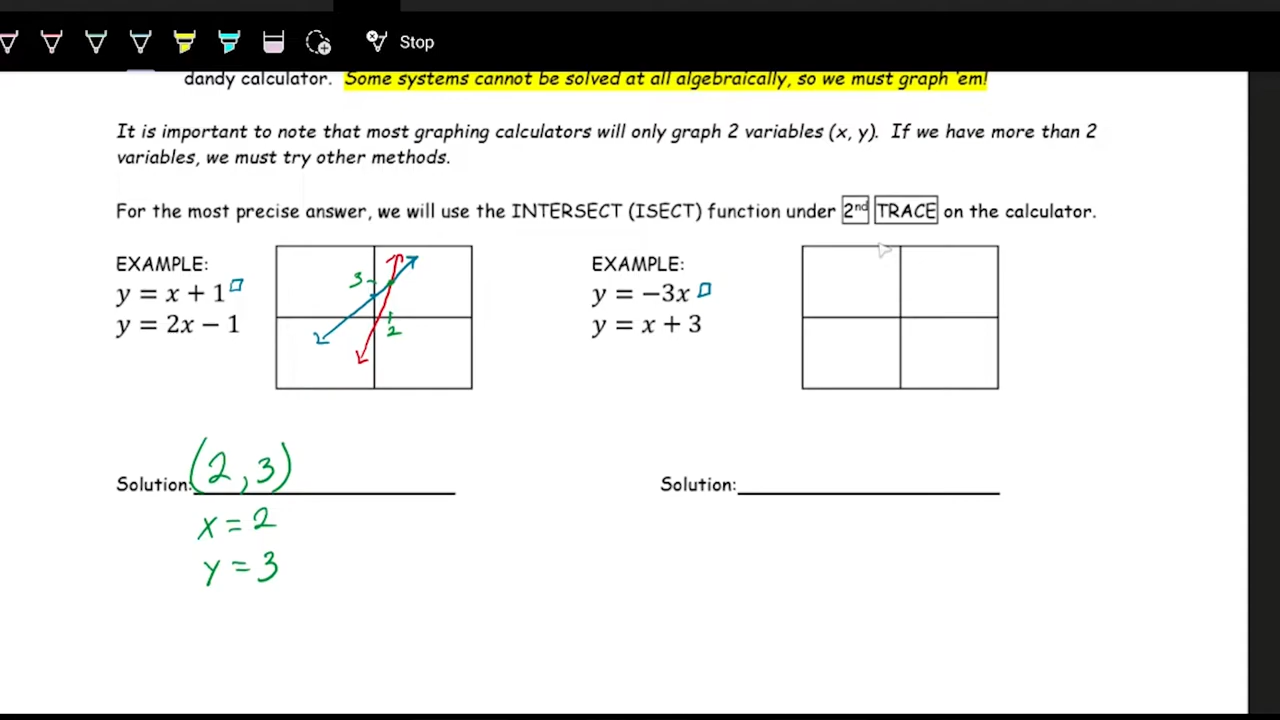 Stop
dandy calculator. Some systems cannot be solved at all algebraically, so we must graph 'em!
It is important to note that most graphing calculators will only graph 2 variables (x, y). If we have more than 2
variables, we must try other methods.
For the most precise answer, we will use the INTERSECT (ISECT) function under 2nd TRACE on the calculator.
EXAMPLE:
y = x + 1
y = 2x − 1
3
2
EXAMPLE:
y = −3x
y = x + 3
Solution: (2, 3)
x = 2
y = 3
Solution: